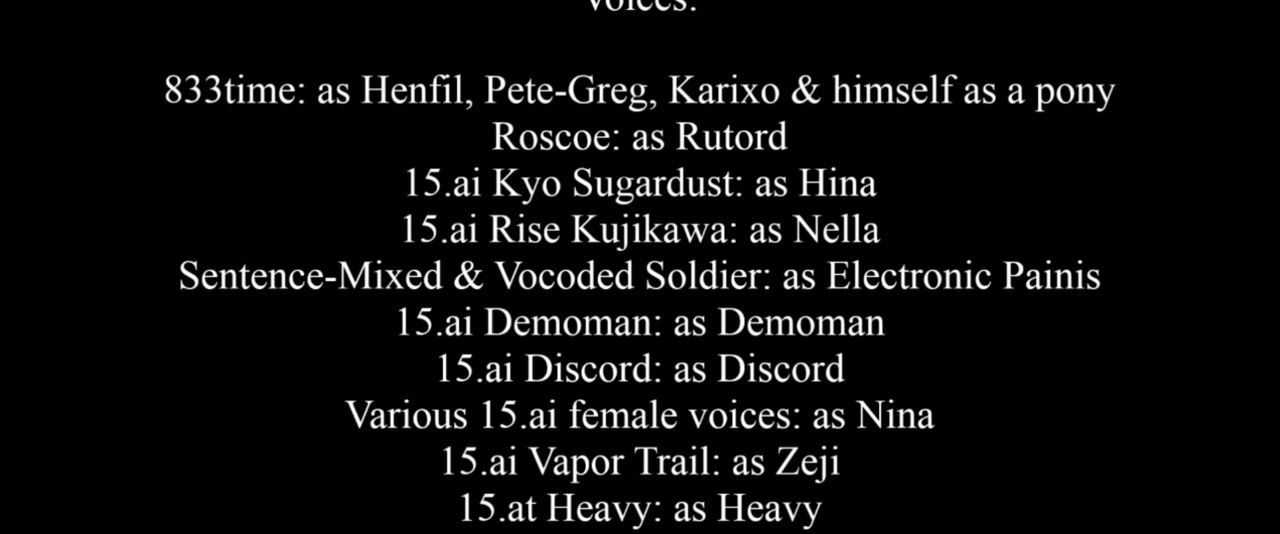 voices:
833time: as Henfil, Pete-Greg, Karixo & himself as a pony
Roscoe: as Rutord
15.ai Kyo Sugardust: as Hina
15.ai Rise Kujikawa: as Nella
Sentence-Mixed & Vocoded Soldier: as Electronic Painis
15.ai Demoman: as Demoman
15.ai Discord: as Discord
Various 15.ai female voices: as Nina
15.ai Vapor Trail: as Zeji
15.at Heavy: as Heavy